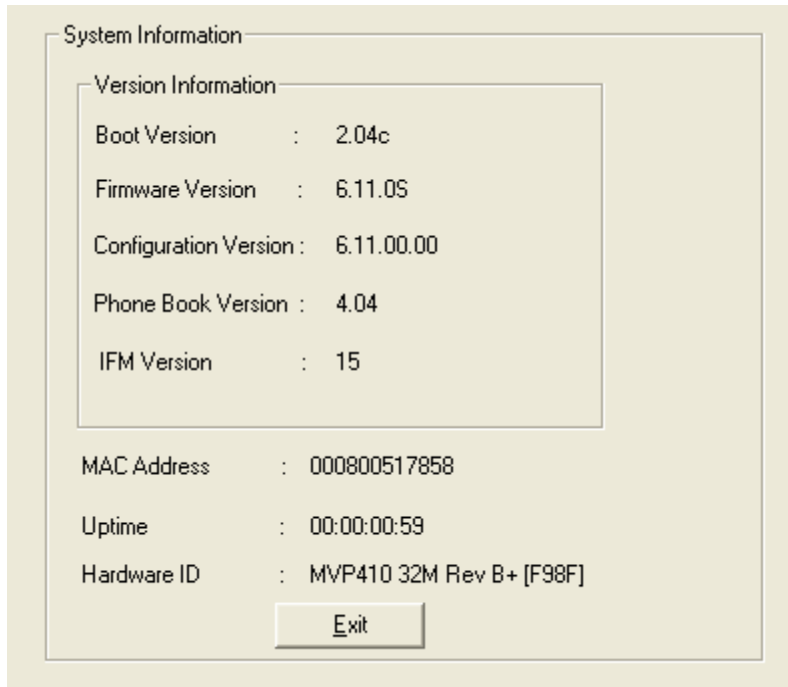 System Information
Version Information
Boot Version : 2.04c
Firmware Version : 6.11.0S
Configuration Version : 6.11.00.00
Phone Book Version : 4.04
IFM Version : 15
MAC Address : 000800517858
Uptime : 00:00:00:59
Hardware ID : MVP410 32M Rev B+ [F98F]
Exit